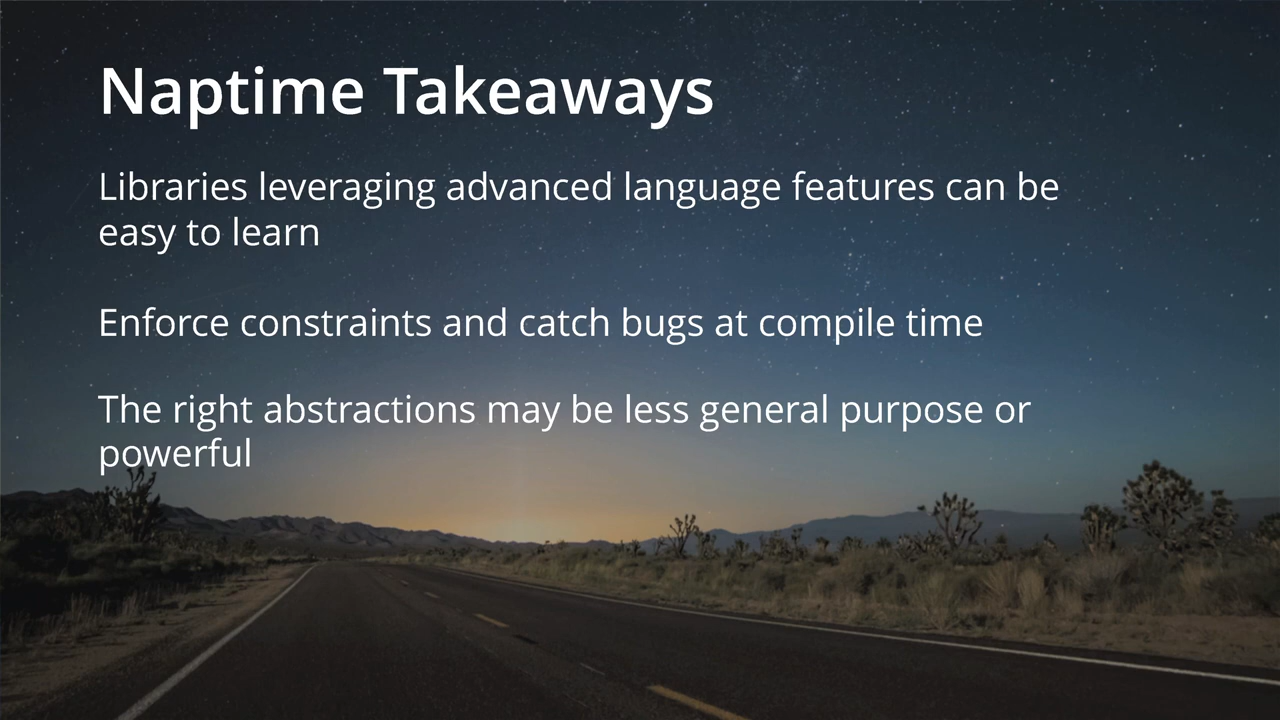 Naptime Takeaways
Libraries leveraging advanced language features can be
easy to learn
Enforce constraints and catch bugs at compile time
The right abstractions may be less general purpose or
powerful